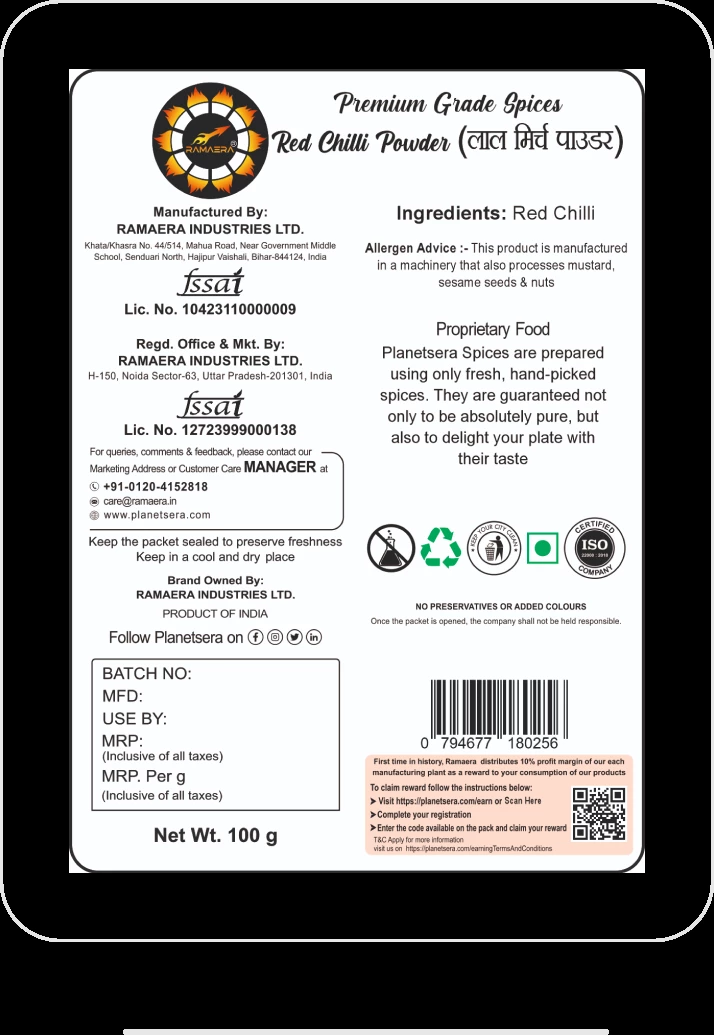 Premium Grade Spices
Red Chilli Powder (लाल मिर्च पाउडर)
RAMAERA®
Manufactured By:
RAMAERA INDUSTRIES LTD.
Khata/Khasra No. 44/514, Mahua Road, Near Government Middle
School, Senduari North, Hajipur Vaishali, Bihar-844124, India
fssai
Lic. No. 10423110000009
Regd. Office & Mkt. By:
RAMAERA INDUSTRIES LTD.
H-150, Noida Sector-63, Uttar Pradesh-201301, India
fssai
Lic. No. 12723999000138
For queries, comments & feedback, please contact our
Marketing Address or Customer Care MANAGER at
+91-0120-4152818
care@ramaera.in
www.planetsera.com
Keep the packet sealed to preserve freshness
Keep in a cool and dry place
Brand Owned By:
RAMAERA INDUSTRIES LTD.
PRODUCT OF INDIA
Follow Planetsera on
BATCH NO:
MFD:
USE BY:
MRP:
(Inclusive of all taxes)
MRP. Per g
(Inclusive of all taxes)
Net Wt. 100 g
Ingredients: Red Chilli
Allergen Advice :- This product is manufactured
in a machinery that also processes mustard,
sesame seeds & nuts
Proprietary Food
Planetsera Spices are prepared
using only fresh, hand-picked
spices. They are guaranteed not
only to be absolutely pure, but
also to delight your plate with
their taste
KEEP YOUR CITY CLEAN
CERTIFIED
ISO
22000 : 2018
COMPANY
NO PRESERVATIVES OR ADDED COLOURS
Once the packet is opened, the company shall not be held responsible.
0 794677 180256
First time in history, Ramaera distributes 10% profit margin of our each
manufacturing plant as a reward to your consumption of our products
To claim reward follow the instructions below:
➤ Visit https://planetsera.com/earn or Scan Here
➤ Complete your registration
➤ Enter the code available on the pack and claim your reward
T&C Apply for more information
visit us on https://planetsera.com/earningTermsAndConditions